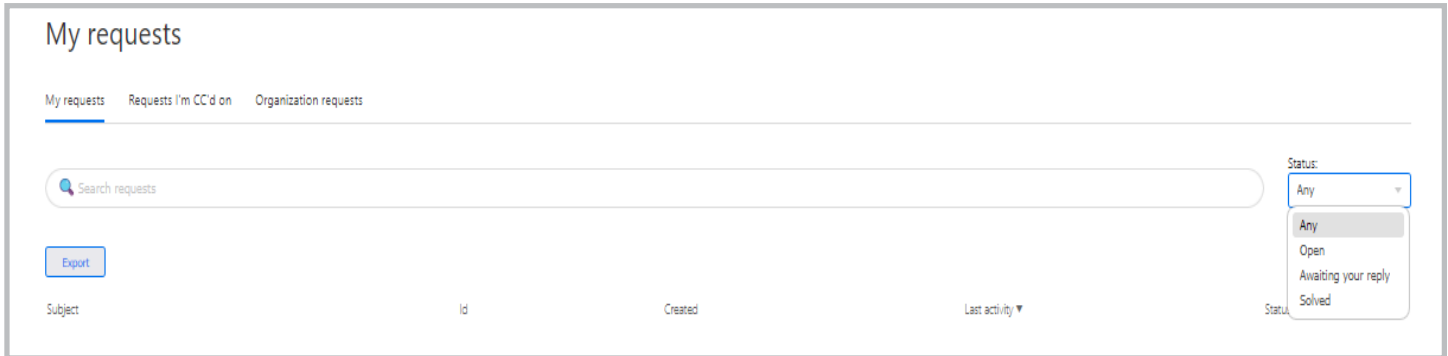 My requests
My requests Requests I'm CC'd on Organization requests
Status:
Search requests
Any
Any
Open
Awaiting your reply
Solved
Export
Subject Id Created Last activity ▼